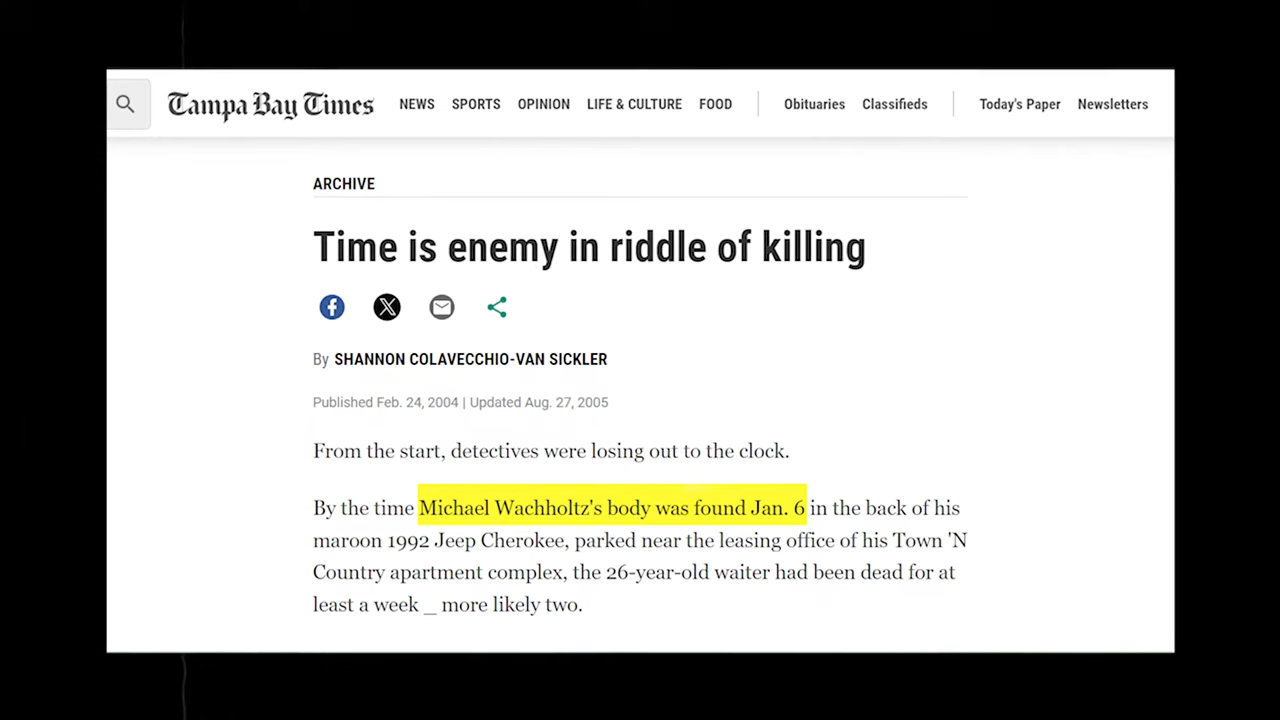 Tampa Bay Times NEWS SPORTS OPINION LIFE & CULTURE FOOD Obituaries Classifieds Today's Paper Newsletters
ARCHIVE
Time is enemy in riddle of killing
By SHANNON COLAVECCHIO-VAN SICKLER
Published Feb. 24, 2004 | Updated Aug. 27, 2005
From the start, detectives were losing out to the clock.
By the time Michael Wachholtz's body was found Jan. 6 in the back of his
maroon 1992 Jeep Cherokee, parked near the leasing office of his Town 'N
Country apartment complex, the 26-year-old waiter had been dead for at
least a week _ more likely two.